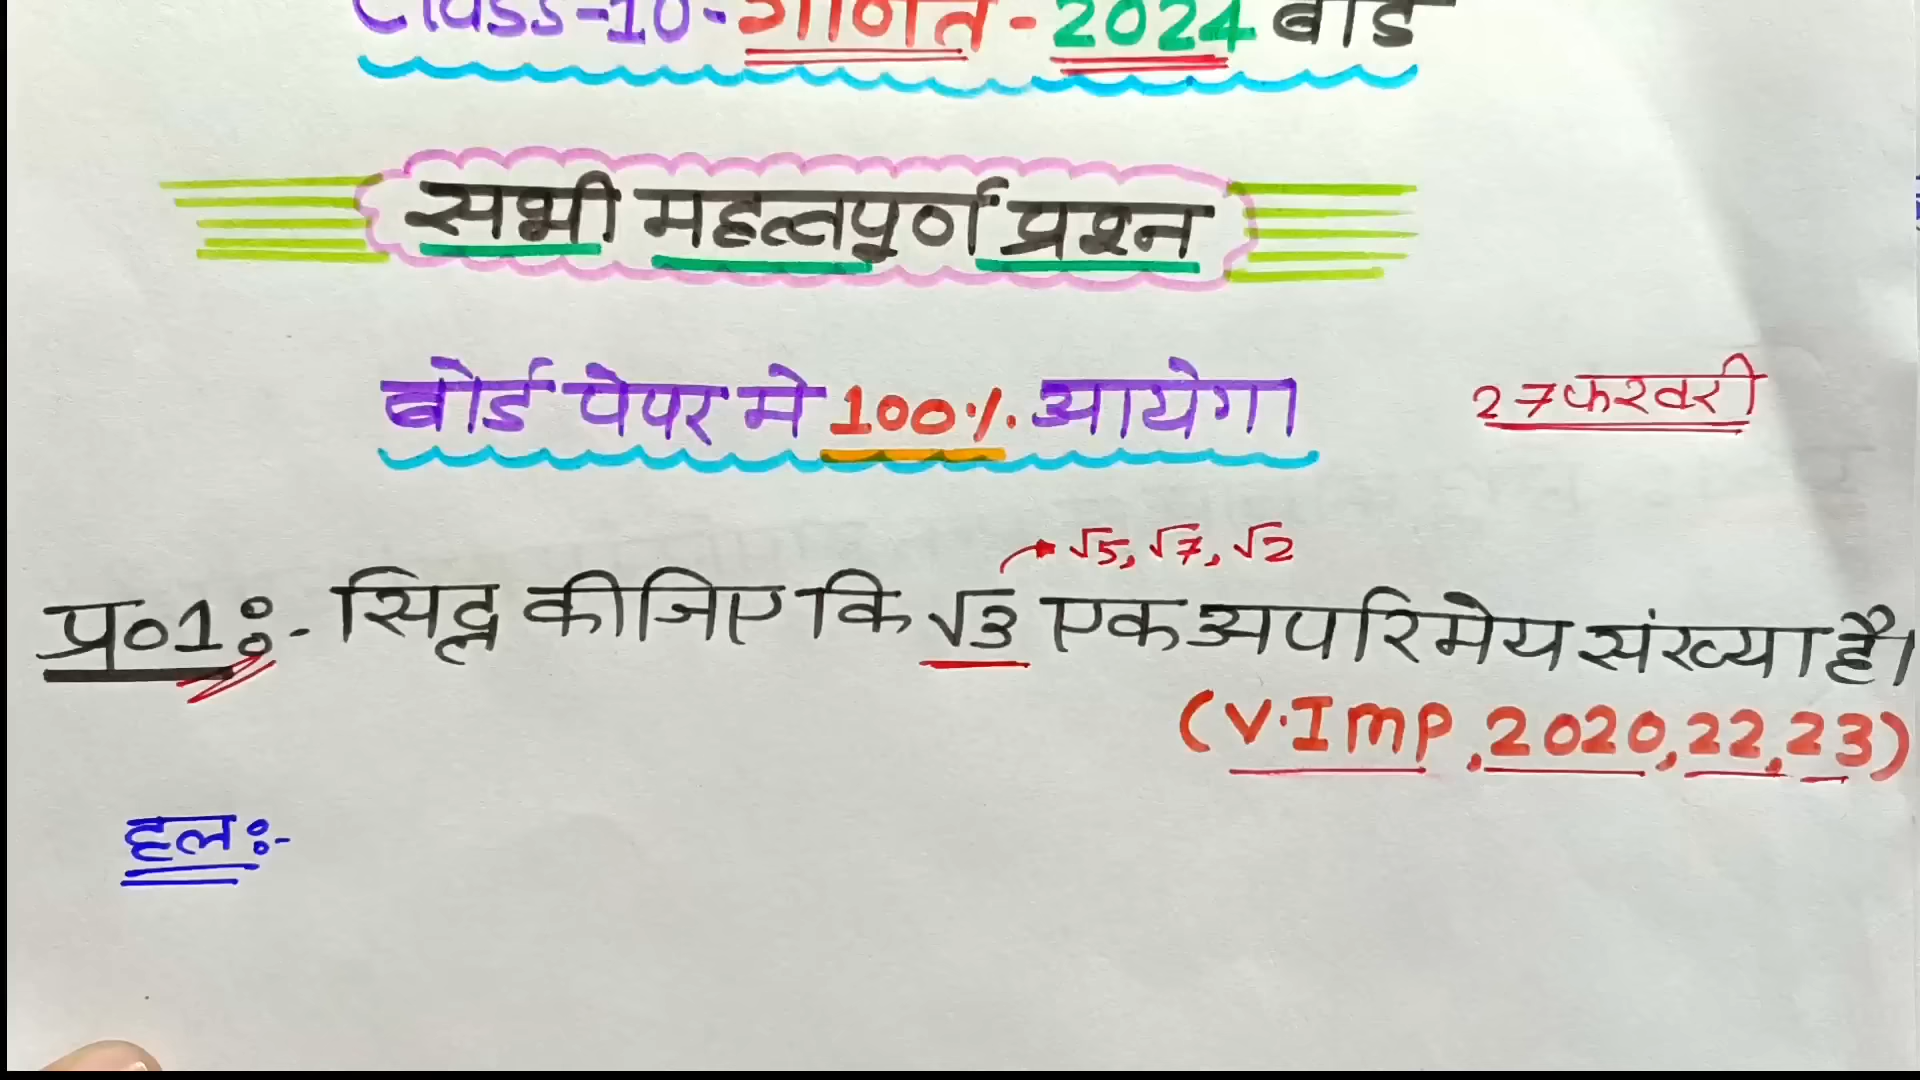 Class-10-गणित-2024 बोर्ड
सभी महत्वपूर्ण प्रश्न
बोर्ड पेपर मे 100% आयेगा
27 फरवरी
√5, √7, √2
प्र०1:- सिद्ध कीजिए कि √3 एक अपरिमेय संख्या है।
(V.Imp, 2020, 22, 23)
हल:-